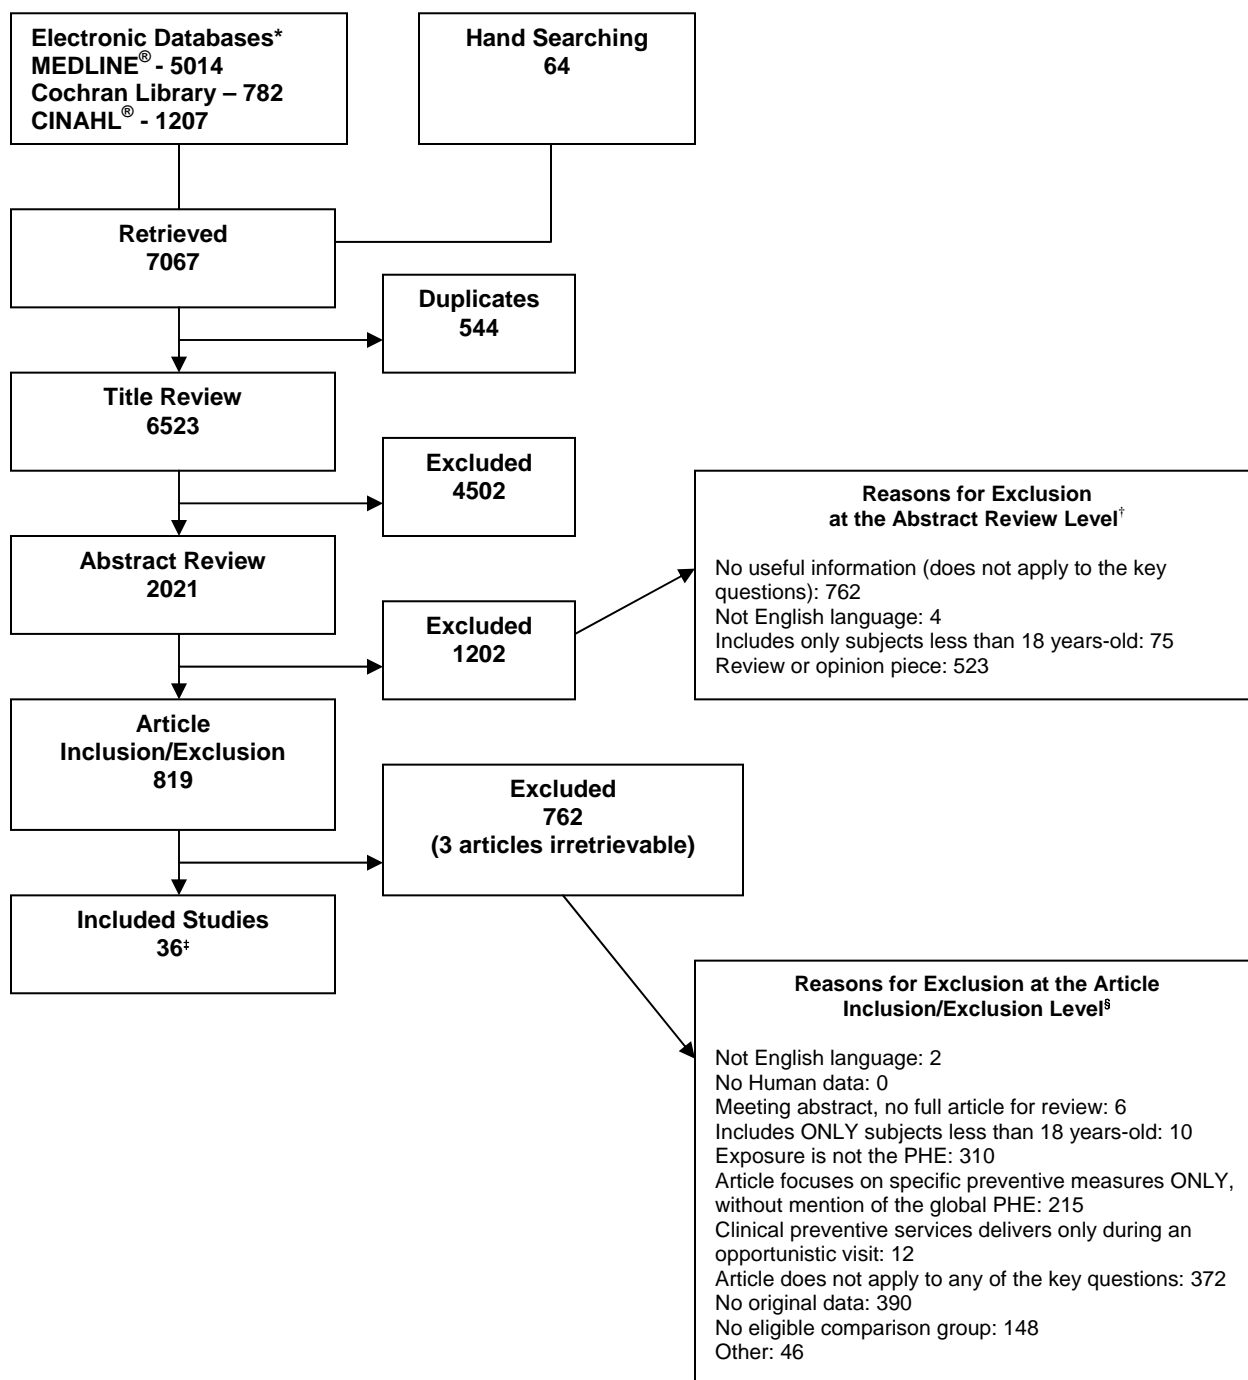 Electronic Databases*
MEDLINE® - 5014
Cochran Library – 782
CINAHL® - 1207
Hand Searching
64
Retrieved
7067
Duplicates
544
Title Review
6523
Excluded
4502
Abstract Review
2021
Excluded
1202
Reasons for Exclusion
at the Abstract Review Level†
No useful information (does not apply to the key
questions): 762
Not English language: 4
Includes only subjects less than 18 years-old: 75
Review or opinion piece: 523
Article
Inclusion/Exclusion
819
Excluded
762
(3 articles irretrievable)
Included Studies
36‡
Reasons for Exclusion at the Article
Inclusion/Exclusion Level§
Not English language: 2
No Human data: 0
Meeting abstract, no full article for review: 6
Includes ONLY subjects less than 18 years-old: 10
Exposure is not the PHE: 310
Article focuses on specific preventive measures ONLY,
without mention of the global PHE: 215
Clinical preventive services delivers only during an
opportunistic visit: 12
Article does not apply to any of the key questions: 372
No original data: 390
No eligible comparison group: 148
Other: 46